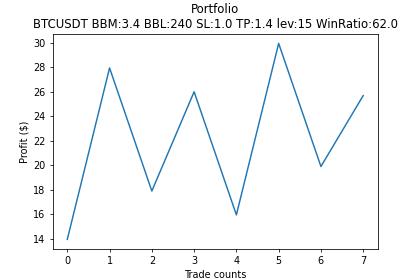 Portfolio
BTCUSDT BBM:3.4 BBL:240 SL:1.0 TP:1.4 lev:15 WinRatio:62.0
30
28
26
24
22
20
18
16
14
Profit ($)
0 1 2 3 4 5 6 7
Trade counts